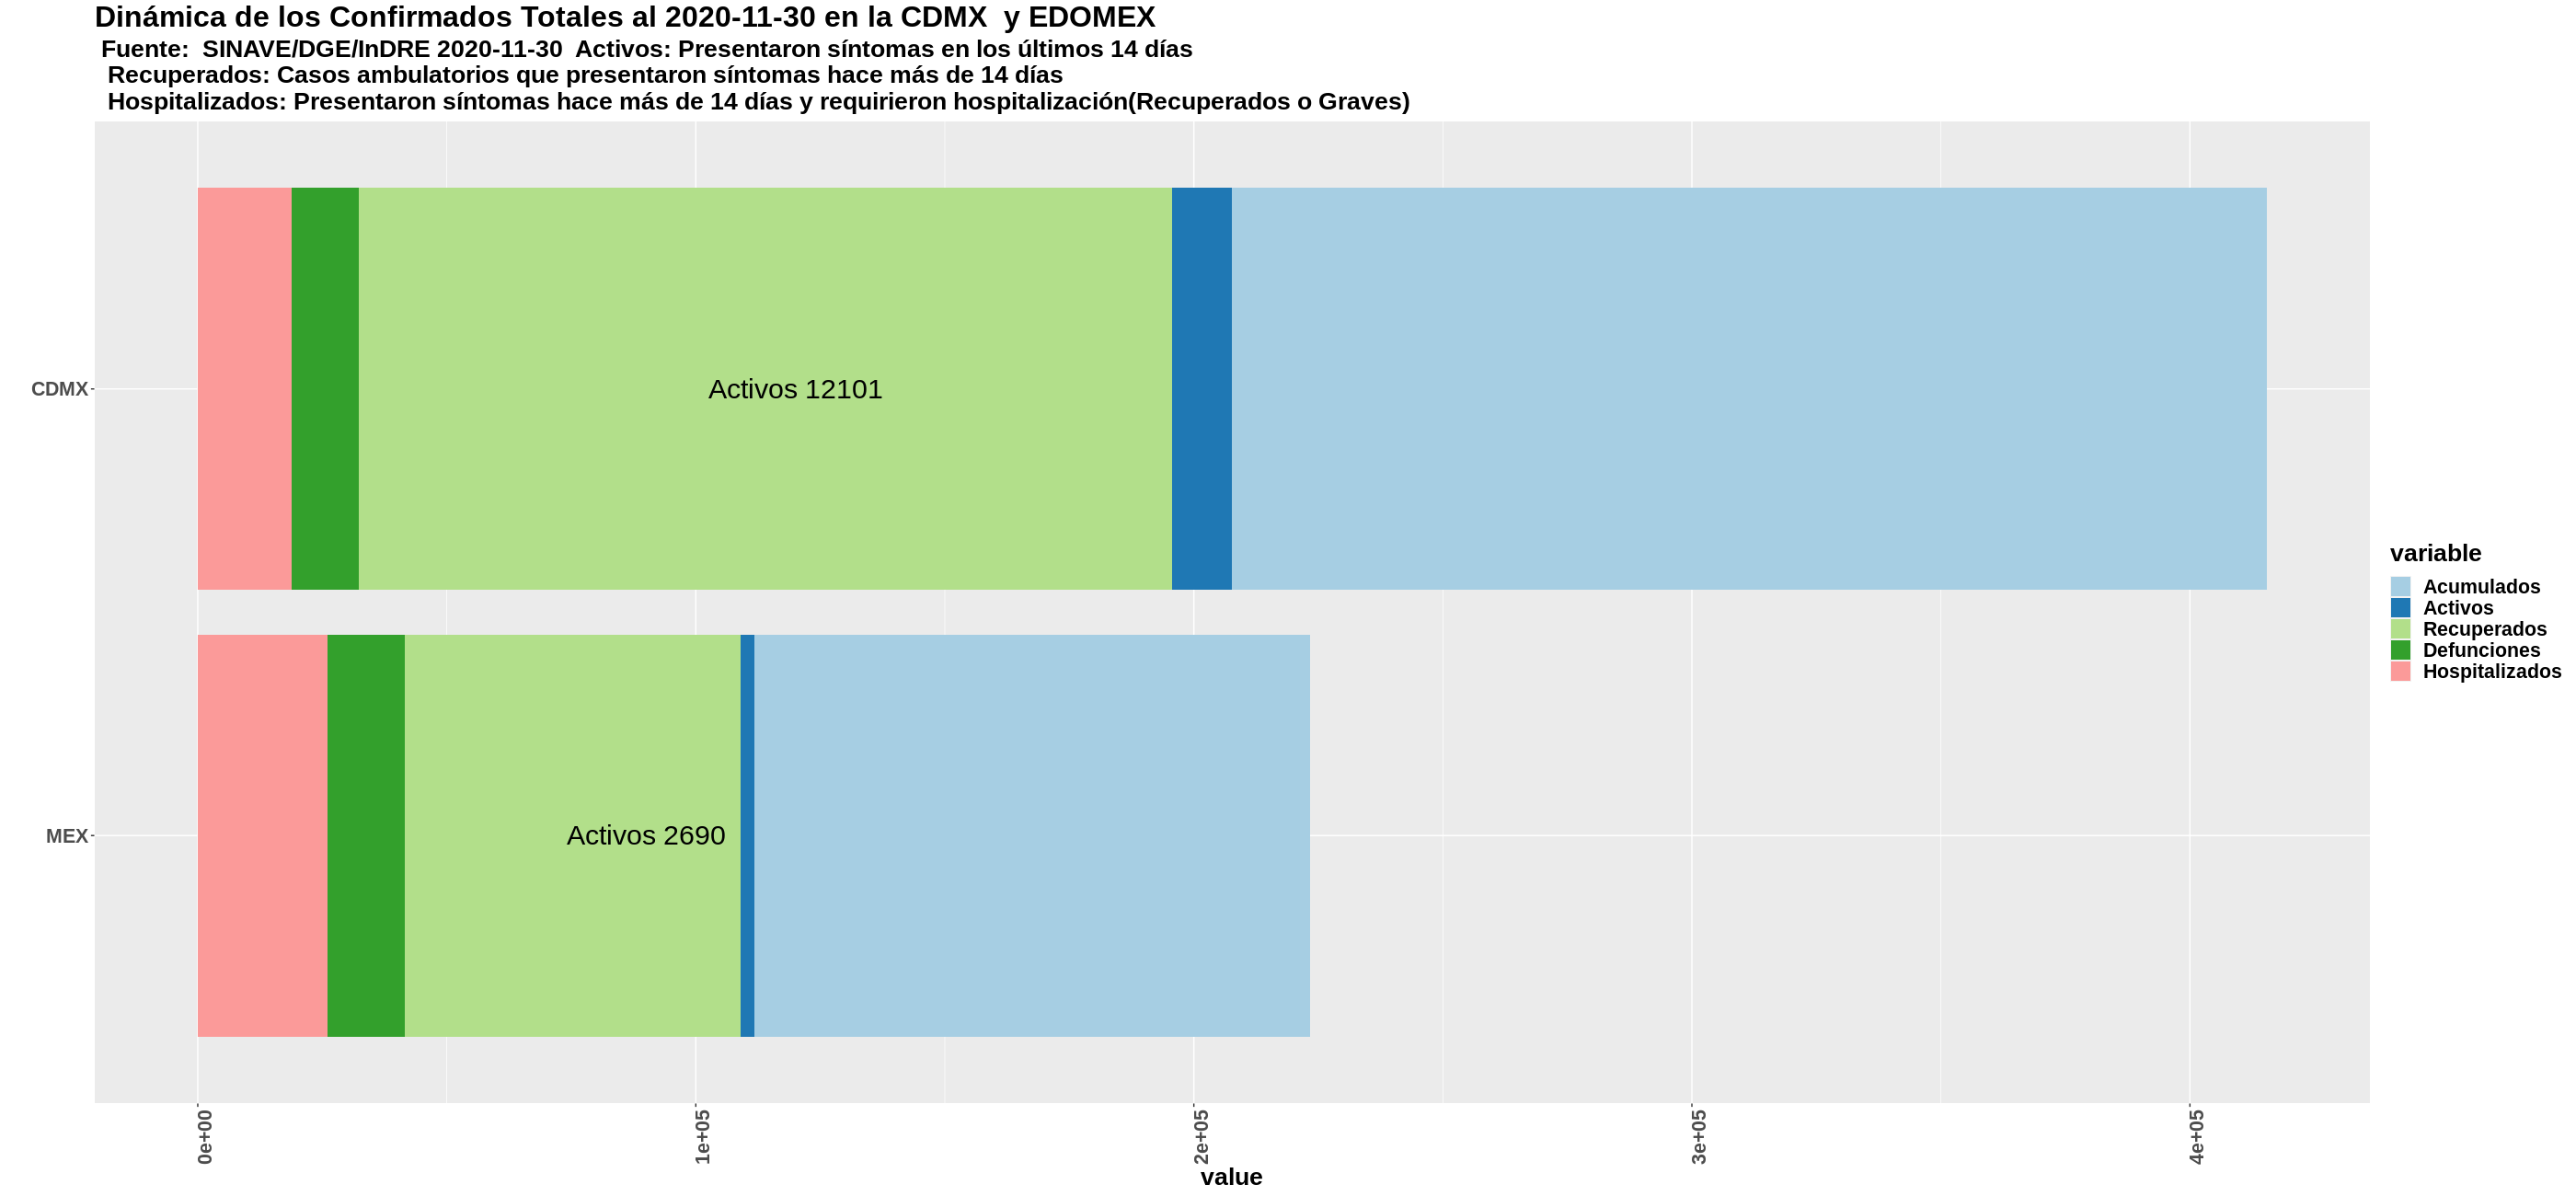 Dinámica de los Confirmados Totales al 2020-11-30 en la CDMX  y EDOMEX
Fuente:  SINAVE/DGE/InDRE 2020-11-30  Activos: Presentaron síntomas en los últimos 14 días
Recuperados: Casos ambulatorios que presentaron síntomas hace más de 14 días
Hospitalizados: Presentaron síntomas hace más de 14 días y requirieron hospitalización(Recuperados o Graves)
CDMX
Activos 12101
MEX
Activos 2690
0e+00
1e+05
2e+05
3e+05
4e+05
value
variable
Acumulados
Activos
Recuperados
Defunciones
Hospitalizados